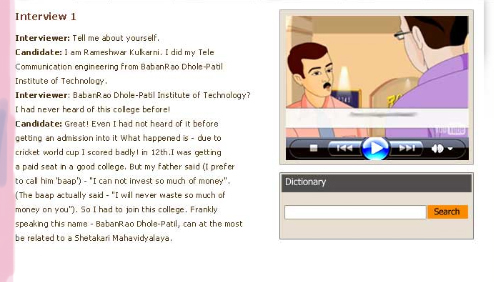 Interview 1
Interviewer: Tell me about yourself.
Candidate: I am Rameshwar Kulkarni. I did my Tele
Communication engineering from BabanRao Dhole-Patil
Institute of Technology.
Interviewer: BabanRao Dhole-Patil Institute of Technology?
I had never heard of this college before!
Candidate: Great! Even I had not heard of it before
getting an admission into it What happened is - due to
cricket world cup I scored badly! in 12th.I was getting
a paid seat in a good college. But my father said (I prefer
to call him 'baap') - "I can not invest so much of money".
(The baap actually said - "I will never waste so much of
money on you"). So I had to join this college. Frankly
speaking this name - BabanRao Dhole-Patil, can at the most
be related to a Shetakari Mahavidyalaya.
Dictionary
Search